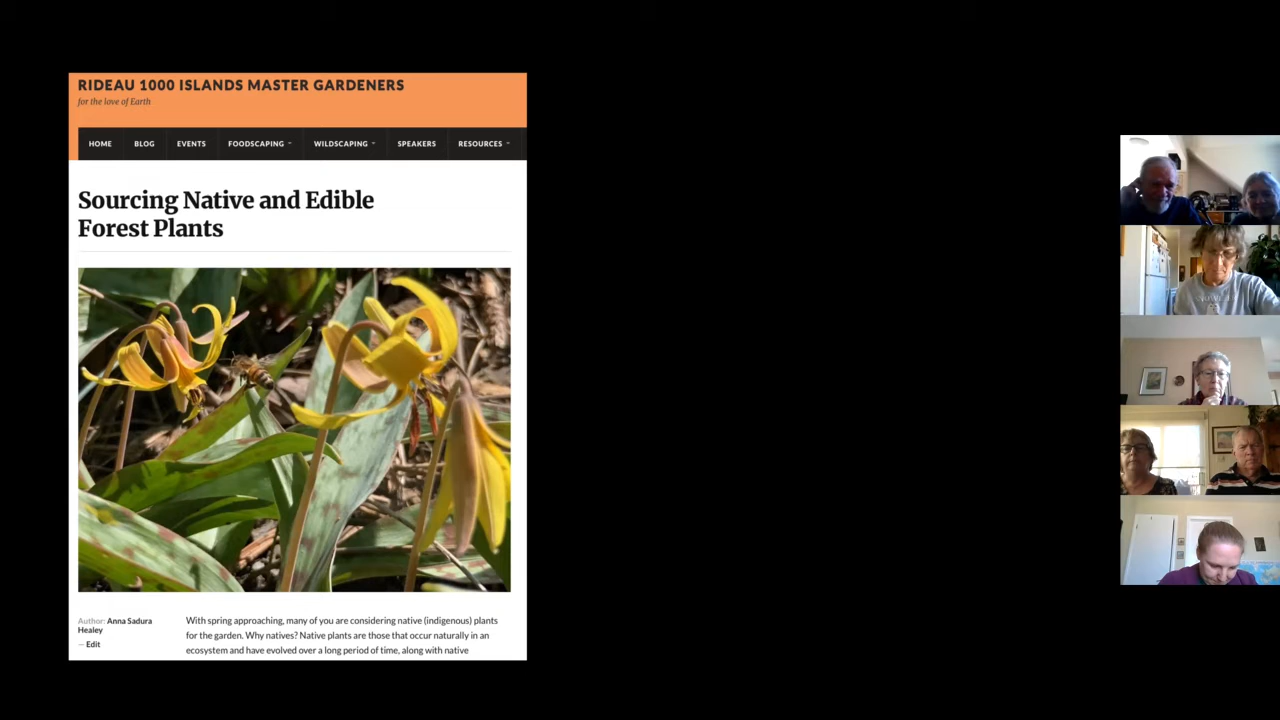 RIDEAU 1000 ISLANDS MASTER GARDENERS
for the love of Earth
HOME BLOG EVENTS FOODSCAPING WILDSCAPING SPEAKERS RESOURCES
Sourcing Native and Edible
Forest Plants
Author: Anna Sadura
Healey
— Edit
With spring approaching, many of you are considering native (indigenous) plants
for the garden. Why natives? Native plants are those that occur naturally in an
ecosystem and have evolved over a long period of time, along with native